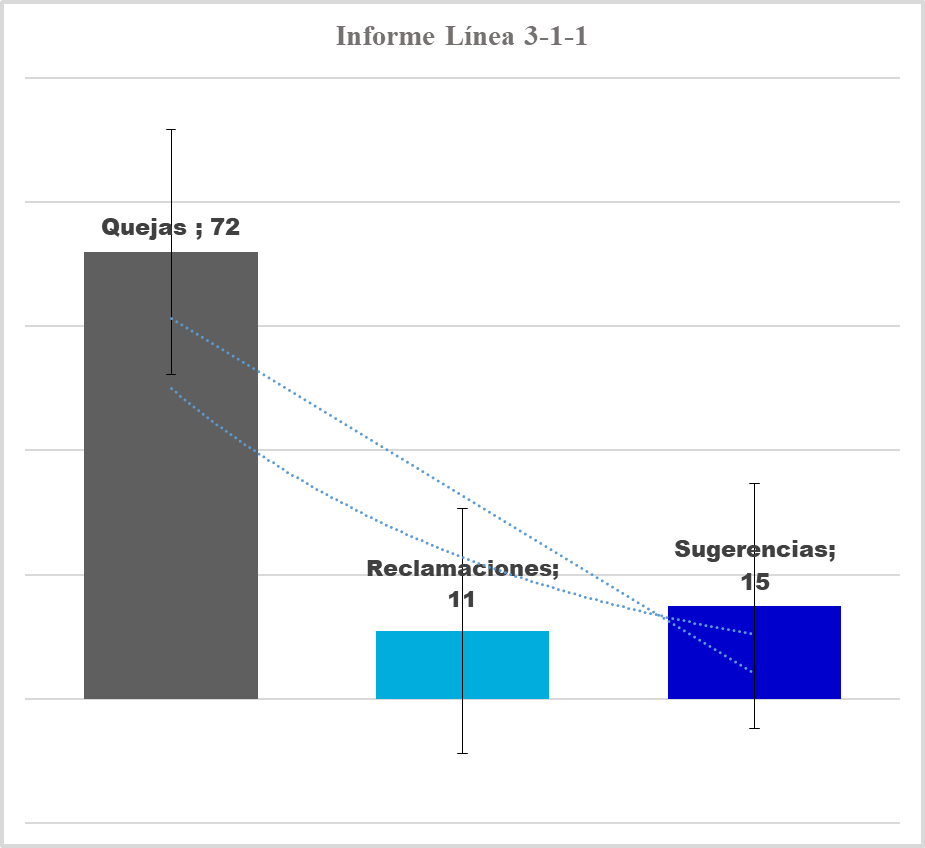 Informe Línea 3-1-1
Quejas ; 72
Reclamaciones;
11
Sugerencias;
15